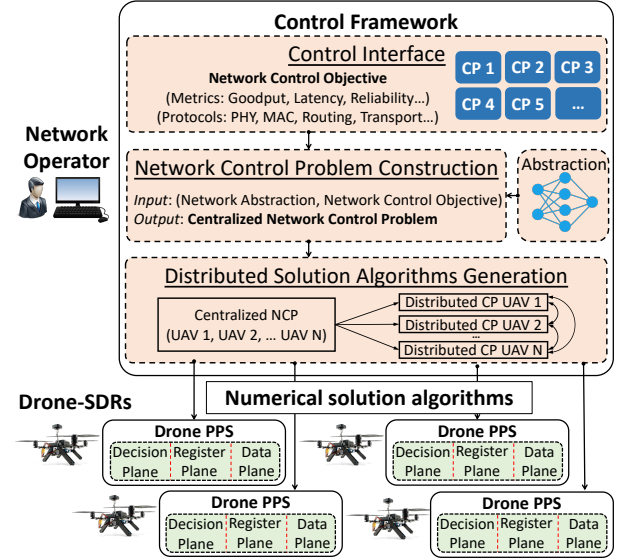 Control Framework
Control Interface
Network Control Objective
(Metrics: Goodput, Latency, Reliability...)
(Protocols: PHY, MAC, Routing, Transport...)
CP 1 CP 2 CP 3
CP 4 CP 5 ...
Network
Operator
Network Control Problem Construction
Input: (Network Abstraction, Network Control Objective)
Output: Centralized Network Control Problem
Abstraction
Distributed Solution Algorithms Generation
Centralized NCP
(UAV 1, UAV 2, ... UAV N)
Distributed CP UAV 1
Distributed CP UAV 2
...
Distributed CP UAV N
Numerical solution algorithms
Drone-SDRs
Drone PPS
Decision Register Data
Plane Plane Plane
Drone PPS
Decision Register Data
Plane Plane Plane
Drone PPS
Decision Register Data
Plane Plane Plane
Drone PPS
Decision Register Data
Plane Plane Plane